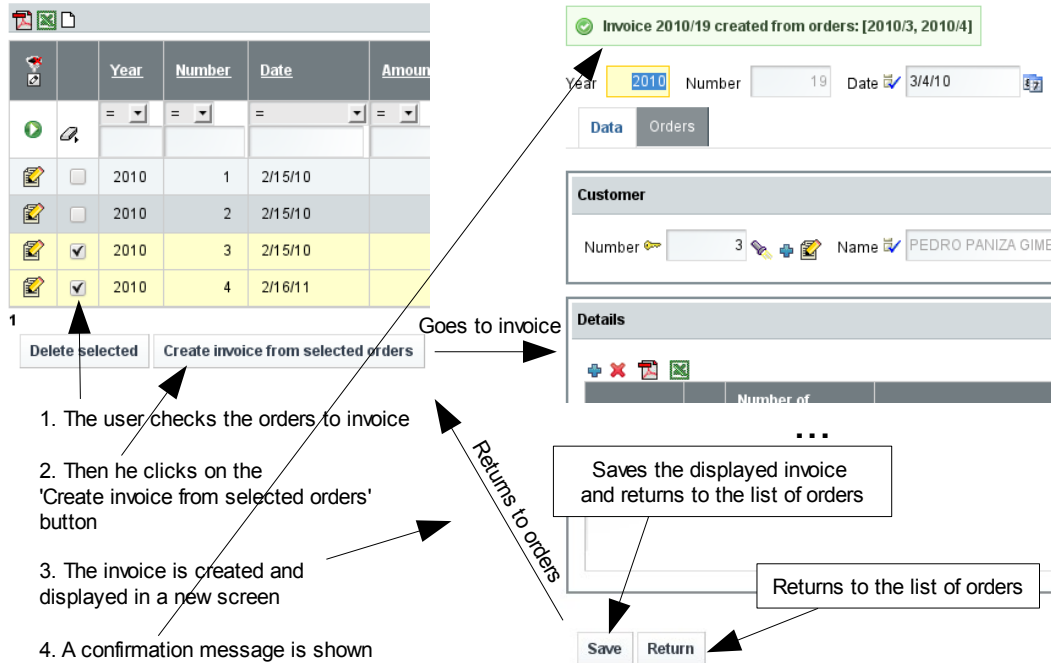 Year Number Date Amoun
= = = =
2010 1 2/15/10
2010 2 2/15/10
2010 3 2/15/10
2010 4 2/16/11
1
Delete selected Create invoice from selected orders
1. The user checks the orders to invoice
2. Then he clicks on the
'Create invoice from selected orders'
button
3. The invoice is created and
displayed in a new screen
4. A confirmation message is shown
Goes to invoice
Returns to orders
Invoice 2010/19 created from orders: [2010/3, 2010/4]
Year 2010 Number 19 Date 3/4/10
Data Orders
Customer
Number 3 Name PEDRO PANIZA GIME
Details
Number of
...
Saves the displayed invoice
and returns to the list of orders
Returns to the list of orders
Save Return